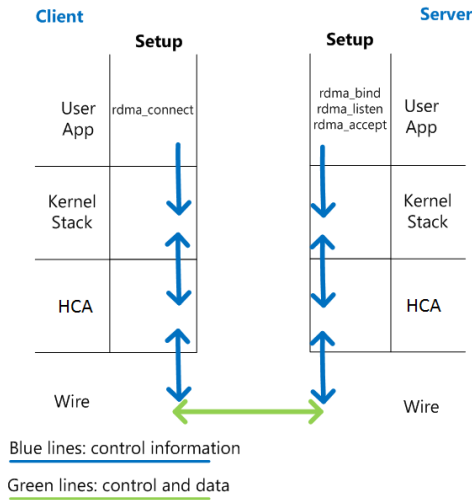 Client
Server
Setup
Setup
User
App
rdma_connect
rdma_bind
rdma_listen
rdma_accept
User
App
Kernel
Stack
Kernel
Stack
HCA
HCA
Wire
Wire
Blue lines: control information
Green lines: control and data